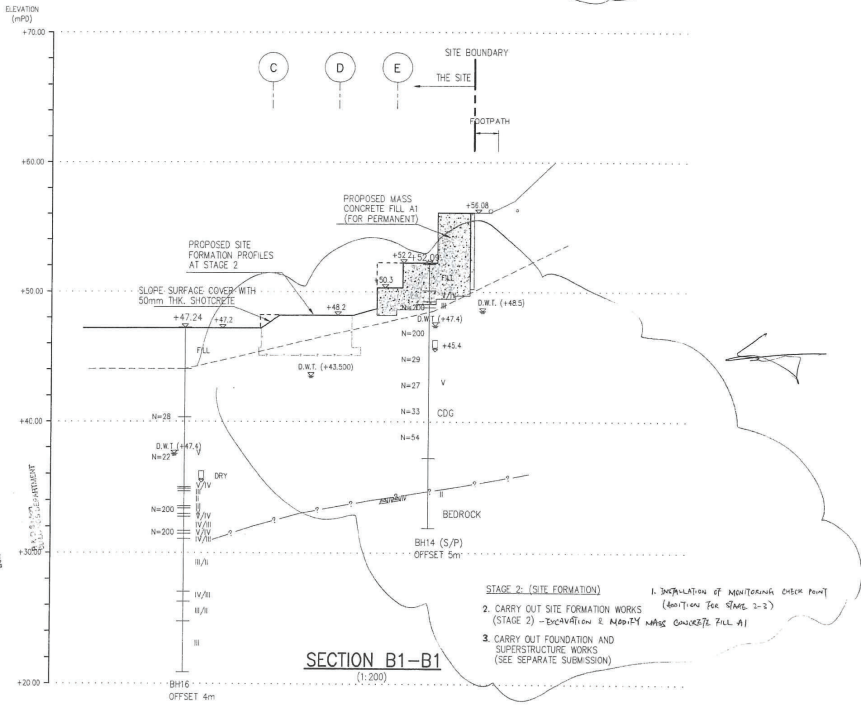 ELEVATION
(mPD)
+70.00
SITE BOUNDARY
C
D
E
THE SITE
FOOTPATH
+60.00
PROPOSED MASS
CONCRETE FILL A1
(FOR PERMANENT)
+56.08
PROPOSED SITE
FORMATION PROFILES
AT STAGE 2
+52.2
+52.09
FILL
SLOPE SURFACE COVER WITH
50mm THK. SHOTCRETE
+50.3
+50.00
III
D.W.T. (+48.5)
N=200
+48.2
+47.24
+47.2
D.W.T (+47.4)
N=200
FILL
+45.4
N=29
D.W.T. (+43.500)
N=27
V
N=28
N=33
CDG
+40.00
N=54
D.W.T (+47.4)
N=22
V
DRY
V/IV
III
II
II
III
N=200
V/IV
IV/III
BEDROCK
N=200
V/IV
IV/III
+30.00
BH14 (S/P)
OFFSET 5m
III/II
IV/III
III/II
III
STAGE 2: (SITE FORMATION)
1. INSTALLATION OF MONITORING CHECK POINT
(ADDITION FOR STAGE 2-3)
2. CARRY OUT SITE FORMATION WORKS
(STAGE 2) - EXCAVATION & MODIFY MASS CONCRETE FILL A1
3. CARRY OUT FOUNDATION AND
SUPERSTRUCTURE WORKS
(SEE SEPARATE SUBMISSION)
SECTION B1-B1
(1:200)
+20.00
BH16
OFFSET 4m